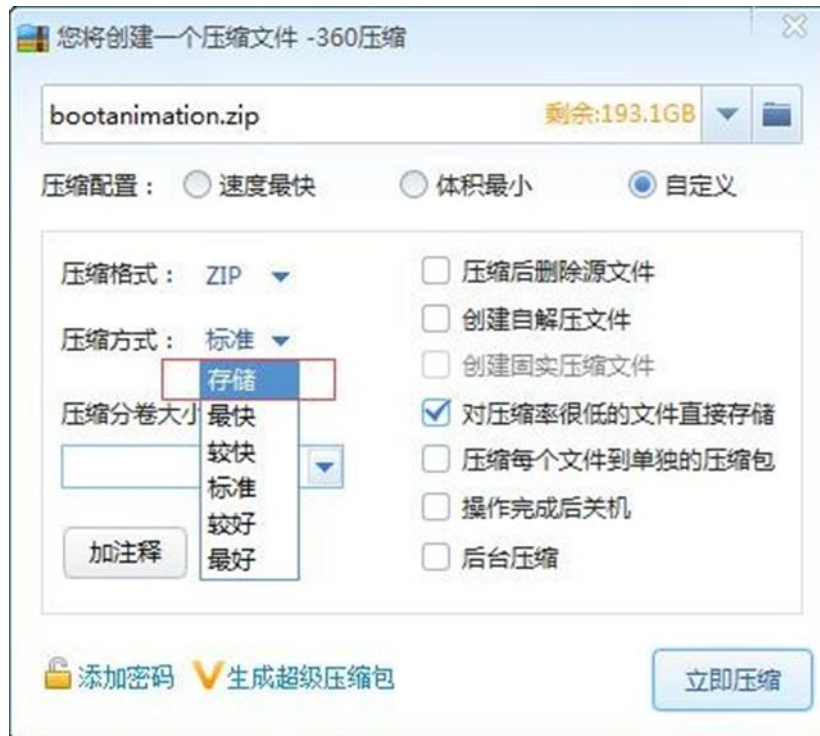 您将创建一个压缩文件 -360压缩
bootanimation.zip 剩余:193.1GB
压缩配置： 速度最快 体积最小 自定义
压缩格式： ZIP
压缩方式： 标准
存储
最快
较快
标准
较好
最好
压缩分卷大小
加注释
压缩后删除源文件
创建自解压文件
创建固实压缩文件
对压缩率很低的文件直接存储
压缩每个文件到单独的压缩包
操作完成后关机
后台压缩
添加密码 生成超级压缩包 立即压缩